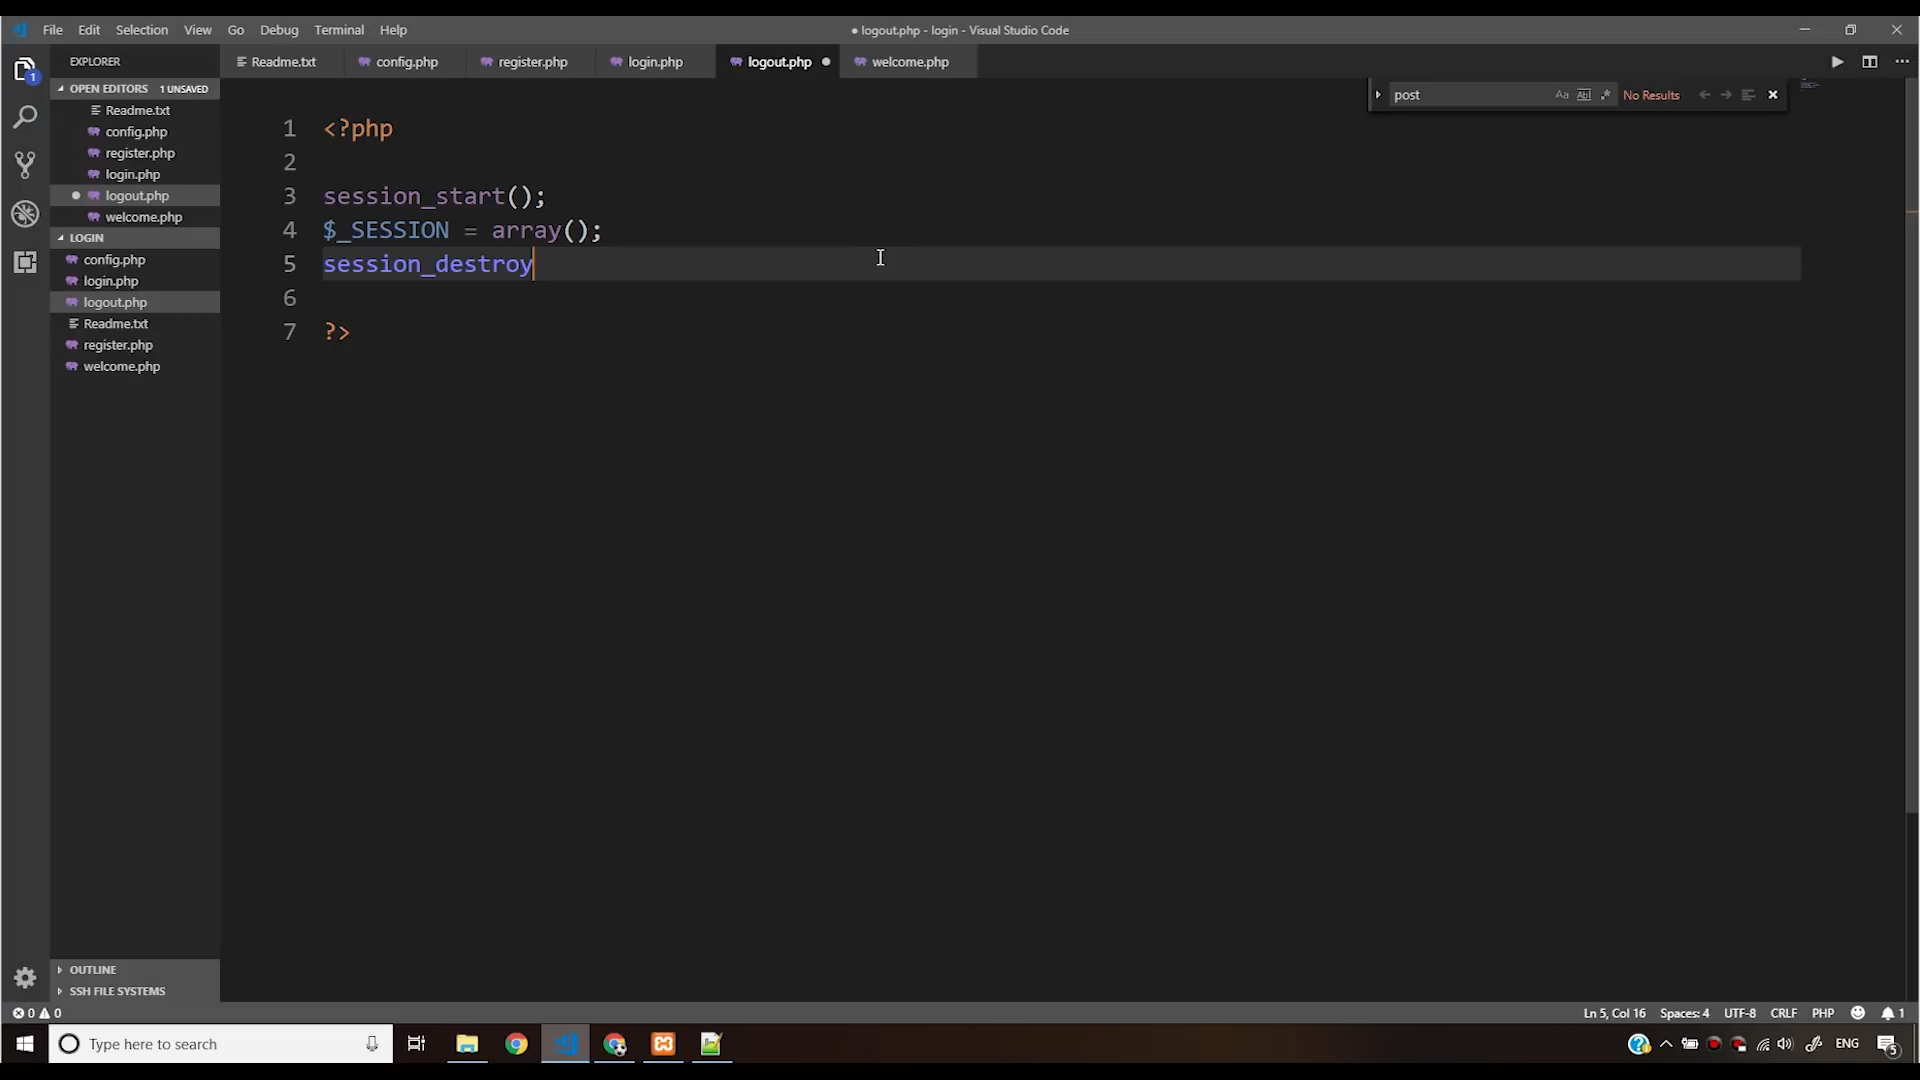 File Edit Selection View Go Debug Terminal Help
● logout.php - login - Visual Studio Code
EXPLORER
Readme.txt config.php register.php login.php logout.php ● welcome.php
OPEN EDITORS 1 UNSAVED
Readme.txt
config.php
register.php
login.php
● logout.php
welcome.php
LOGIN
config.php
login.php
logout.php
Readme.txt
register.php
welcome.php
OUTLINE
SSH FILE SYSTEMS
1
post Aa Abl .* No Results
1 <?php
2
3 session_start();
4 $_SESSION = array();
5 session_destroy
6
7 ?>
0 0
Ln 5, Col 16 Spaces: 4 UTF-8 CRLF PHP 1
Type here to search
ENG 5